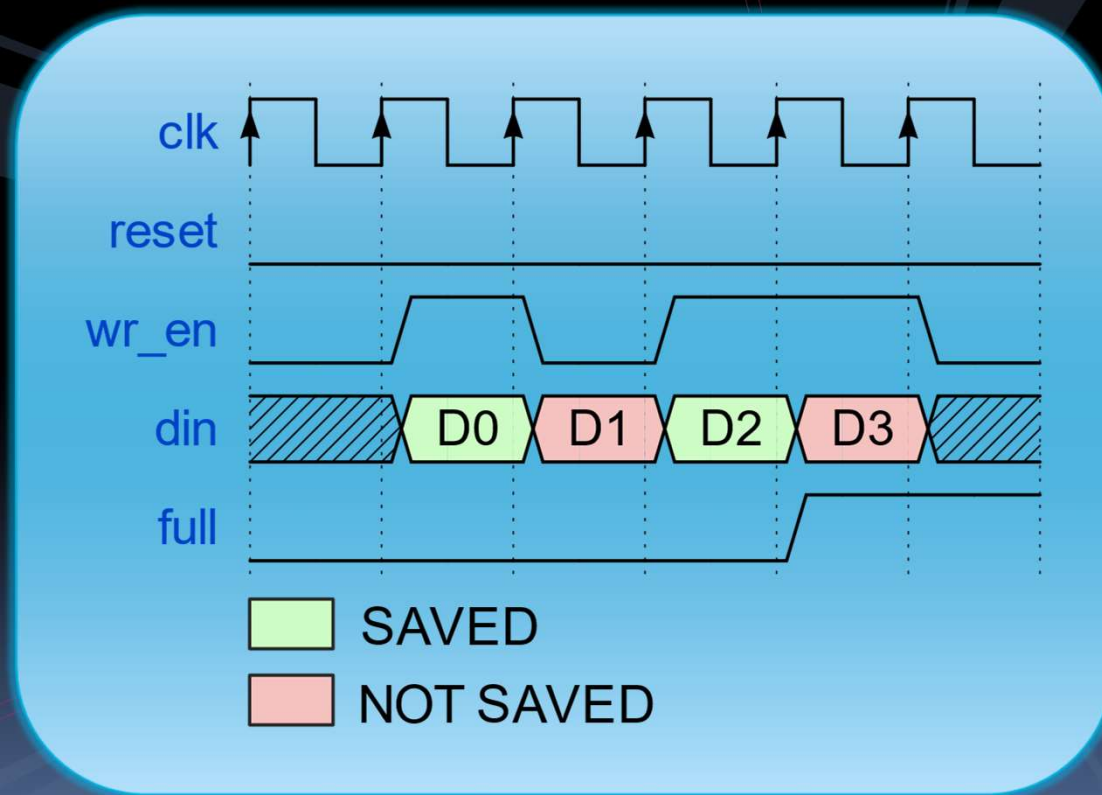 clk
reset
wr_en
din D0 D1 D2 D3
full
SAVED
NOT SAVED